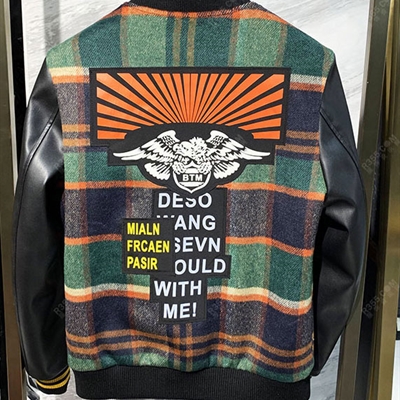 BTM
DESO
WANG
SEVN
OULD
WITH
ME!
MIALN
FRCAEN
PASIR